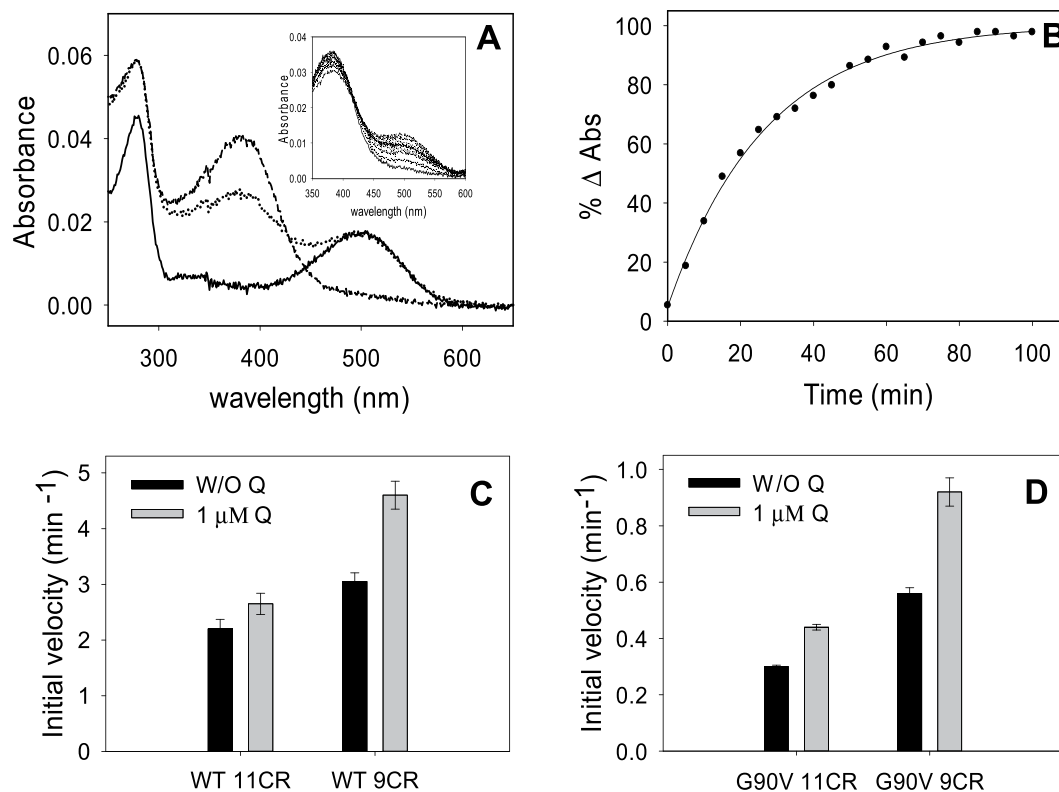 A
0.06
0.04
0.02
0.00
Absorbance
300
400
500
600
wavelength (nm)
0.04
0.03
0.02
0.01
0.00
Absorbance
350 400 450 500 550 600
wavelength (nm)
B
100
80
60
40
20
0
% Δ Abs
0 20 40 60 80 100
Time (min)
C
W/O Q
1 μM Q
5
4
3
2
1
0
Initial velocity (min -1)
WT 11CR
WT 9CR
D
W/O Q
1 μM Q
1.0
0.8
0.6
0.4
0.2
0.0
Initial velocity (min-1)
G90V 11CR
G90V 9CR